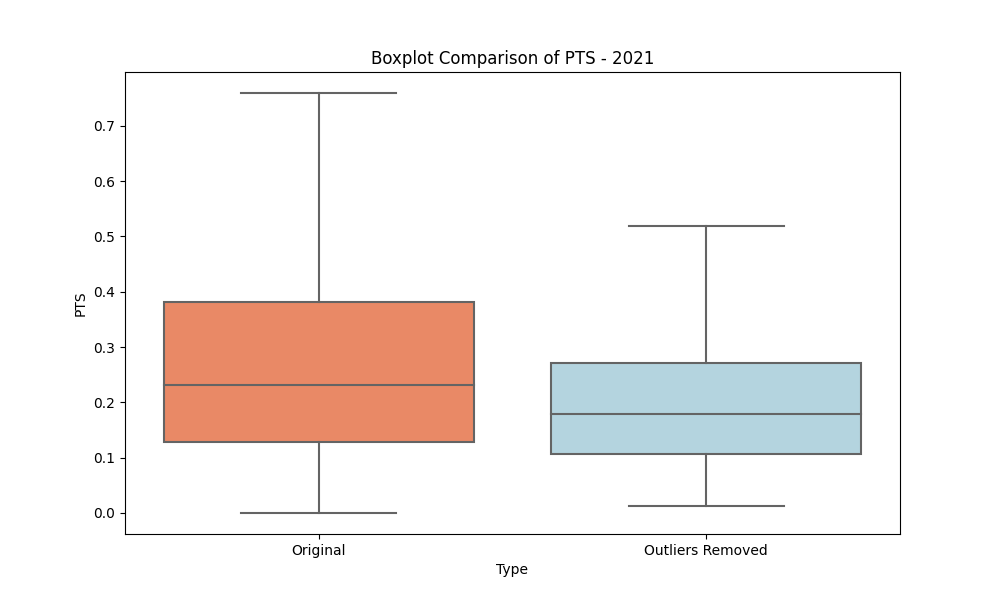 Boxplot Comparison of PTS - 2021
PTS
0.7
0.6
0.5
0.4
0.3
0.2
0.1
0.0
Original
Outliers Removed
Type